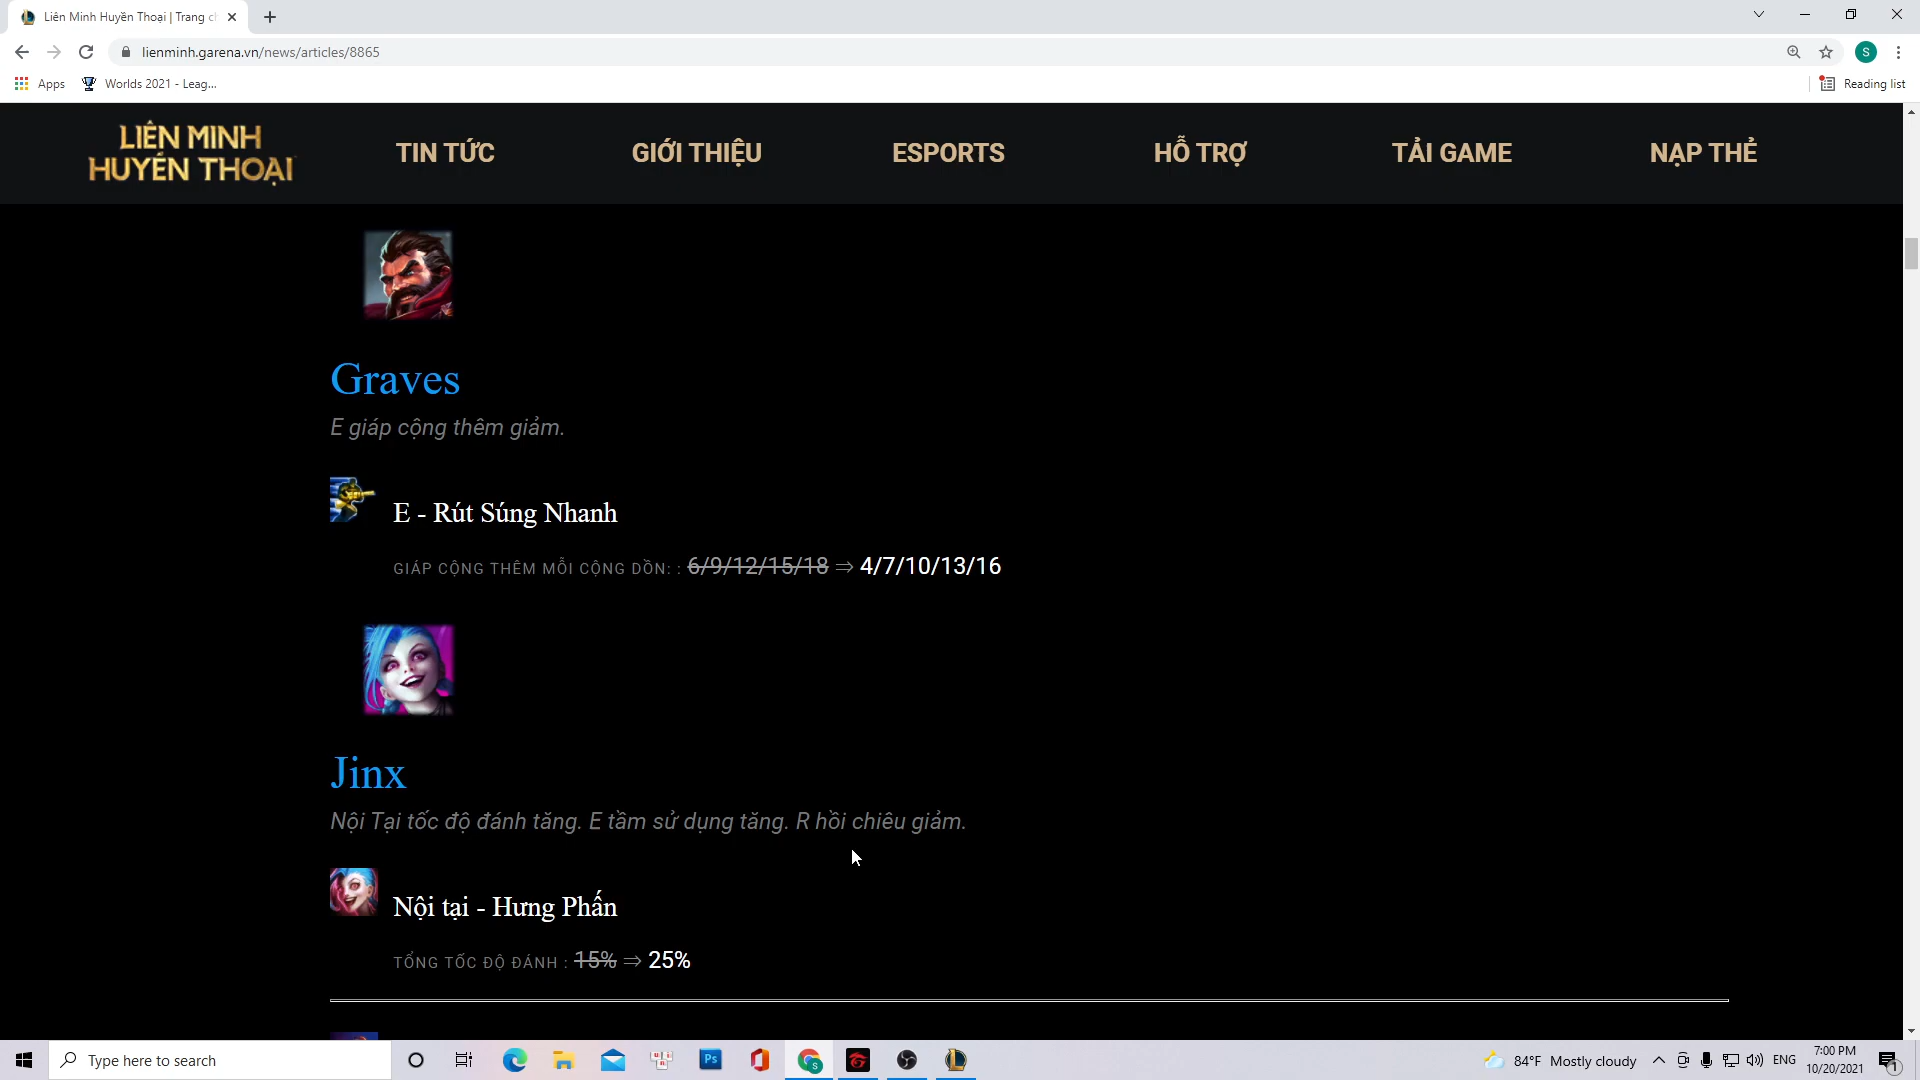 Liên Minh Huyền Thoại | Trang ch
lienminh.garena.vn/news/articles/8865
S
Apps
Worlds 2021 - Leag...
Reading list
LIÊN MINH
HUYỀN THOẠI
TIN TỨC
GIỚI THIỆU
ESPORTS
HỖ TRỢ
TẢI GAME
NẠP THẺ
Graves
E giáp cộng thêm giảm.
E - Rút Súng Nhanh
GIÁP CỘNG THÊM MỖI CỘNG DỒN: : 6/9/12/15/18 ⇒ 4/7/10/13/16
Jinx
Nội Tại tốc độ đánh tăng. E tầm sử dụng tăng. R hồi chiêu giảm.
Nội tại - Hưng Phấn
TỔNG TỐC ĐỘ ĐÁNH : 15% ⇒ 25%
Type here to search
Ps
84°F Mostly cloudy
ENG
7:00 PM
10/20/2021
1